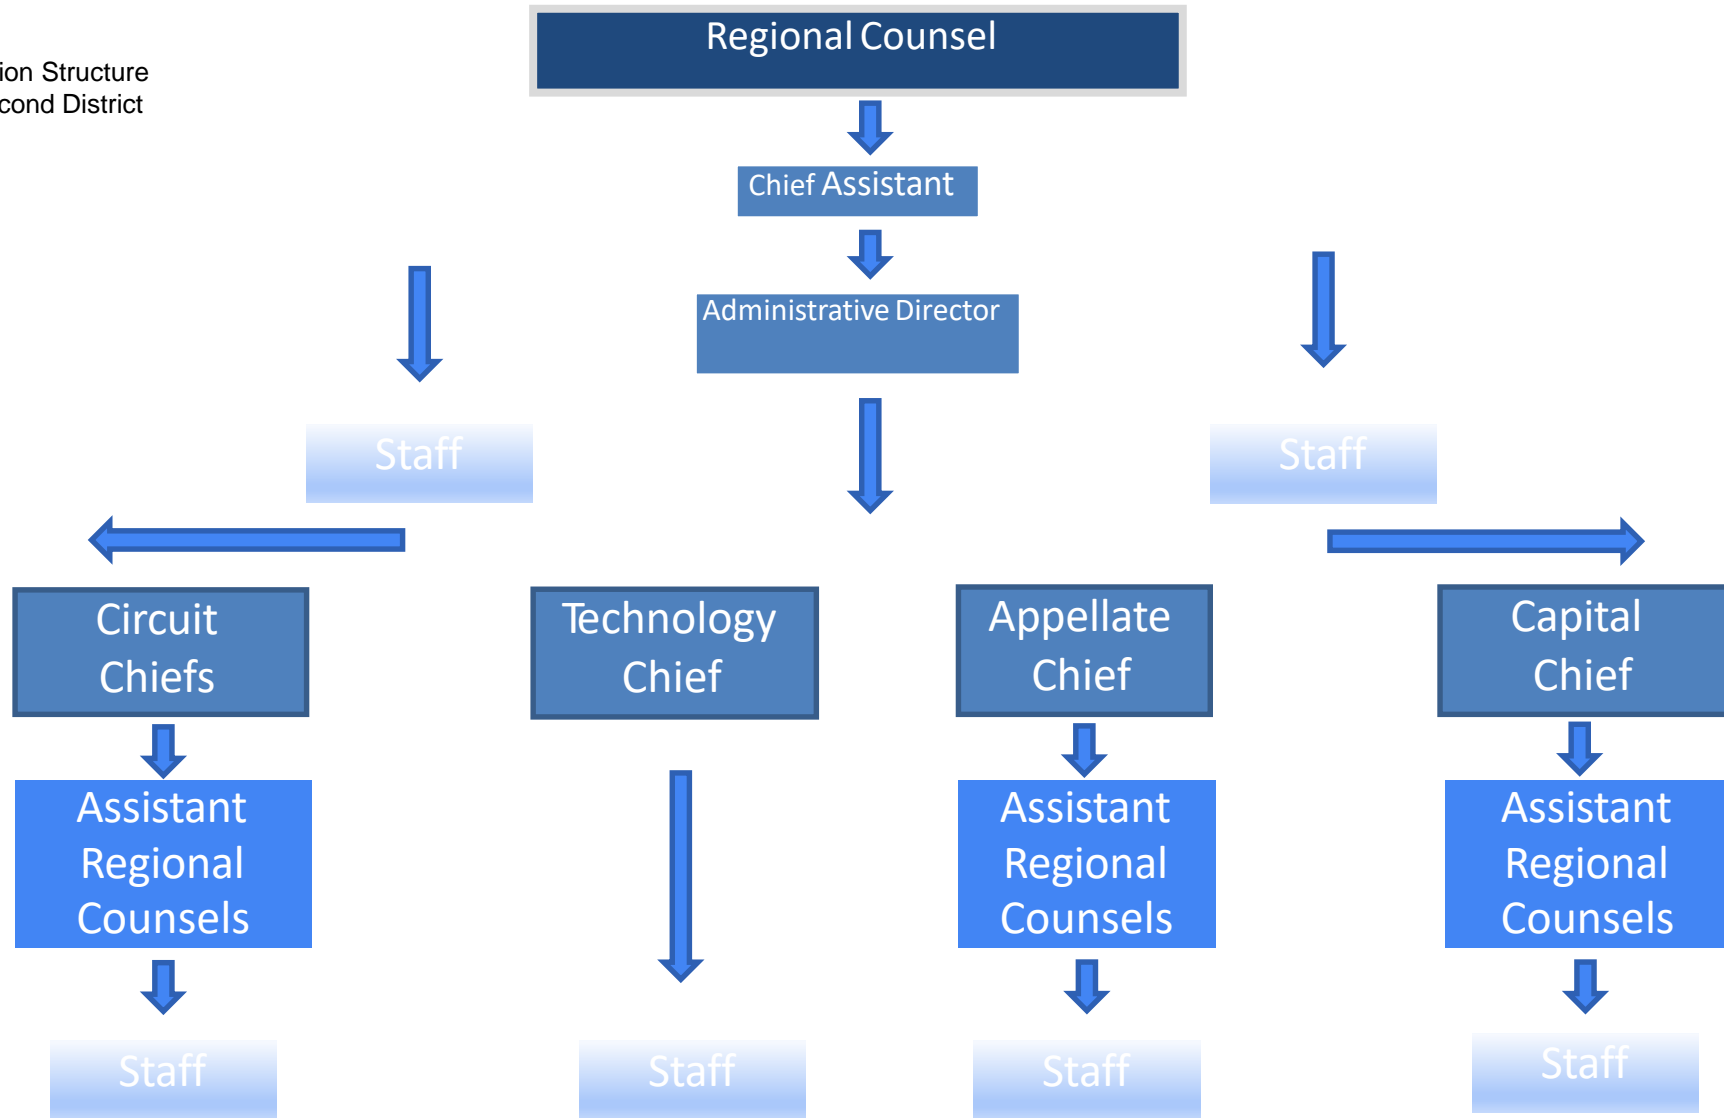 Regional Counsel
ion Structure
cond District
Chief Assistant
Administrative Director
Staff
Staff
Circuit
Chiefs
Technology
Chief
Appellate
Chief
Capital
Chief
Assistant
Regional
Counsels
Assistant
Regional
Counsels
Assistant
Regional
Counsels
Staff
Staff
Staff
Staff